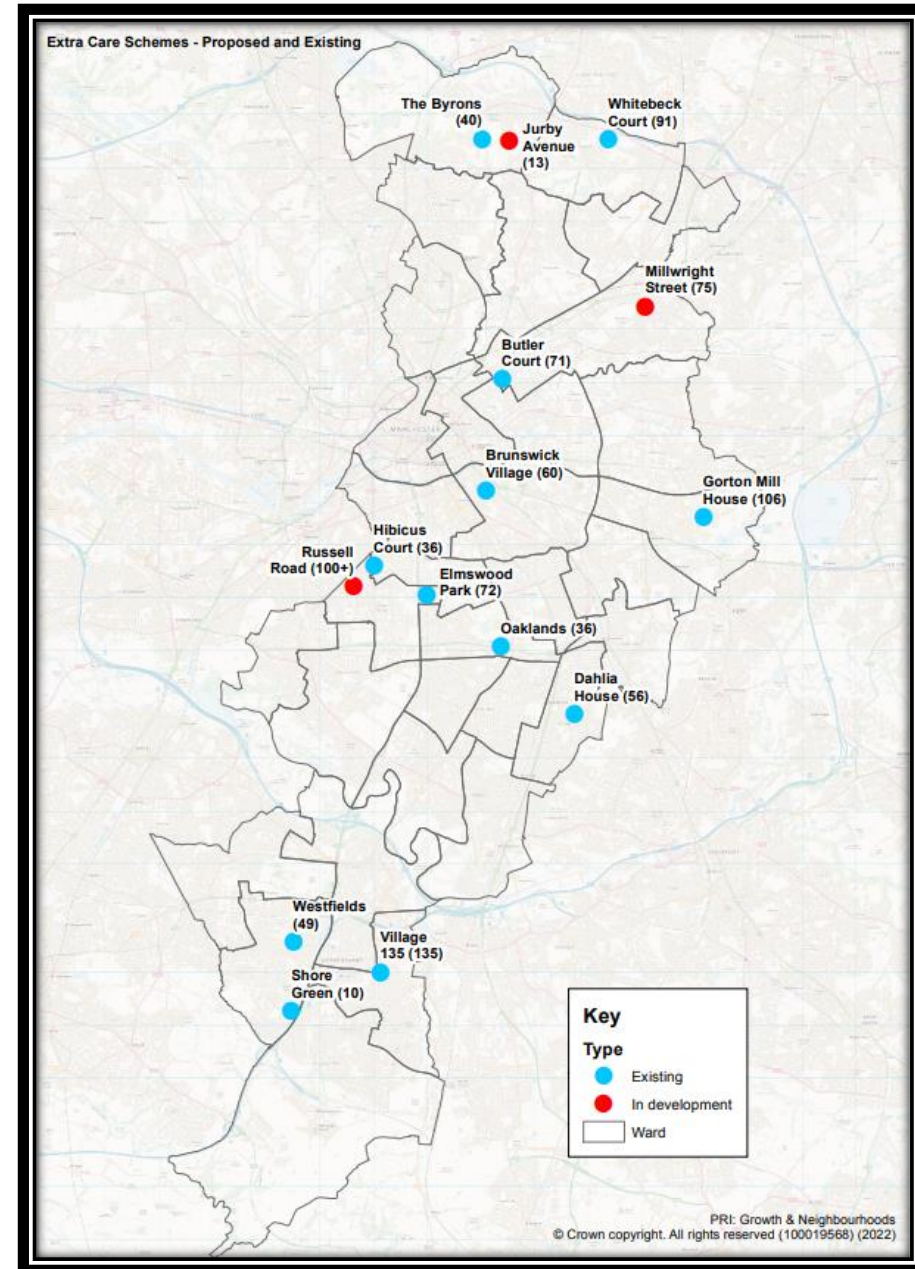 Extra Care Schemes - Proposed and Existing
The Byrons
(40)
Jurby
Avenue
(13)
Whitebeck
Court (91)
Millwright
Street (75)
Butler
Court (71)
MANCHESTER
Brunswick
Village (60)
Gorton Mill
House (106)
Hibicus
Court (36)
Russell
Road (100+)
Elmswood
Park (72)
Oaklands (36)
Dahlia
House (56)
Westfields
(49)
Village
135 (135)
Shore
Green (10)
Key
Type
Existing
In development
Ward
PRI: Growth & Neighbourhoods
© Crown copyright. All rights reserved (100019568) (2022)